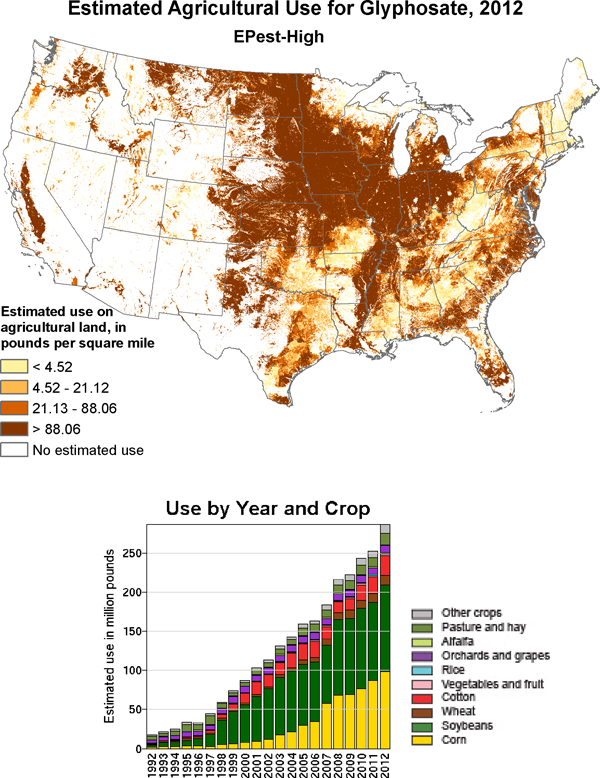 Estimated Agricultural Use for Glyphosate, 2012
EPest-High
Estimated use on
agricultural land, in
pounds per square mile
< 4.52
4.52 - 21.12
21.13 - 88.06
> 88.06
No estimated use
Use by Year and Crop
Estimated use in million pounds
250
200
150
100
50
0
1992
1993
1994
1995
1996
1997
1998
1999
2000
2001
2002
2003
2004
2005
2006
2007
2008
2009
2010
2011
2012
Other crops
Pasture and hay
Alfalfa
Orchards and grapes
Rice
Vegetables and fruit
Cotton
Wheat
Soybeans
Corn